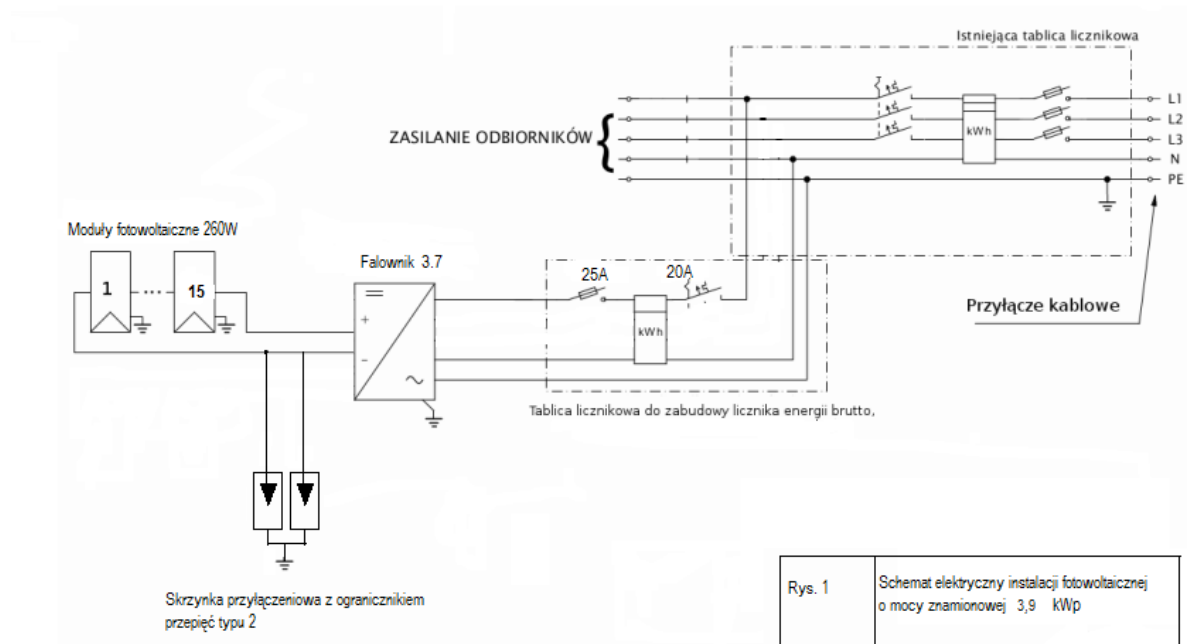 Istniejąca tablica licznikowa
L1
L2
kWh
L3
ZASILANIE ODBIORNIKÓW
N
PE
Moduły fotowoltaiczne 260W
Falownik 3.7
25A
20A
1
...
15
+
kWh
Przyłącze kablowe
−
Tablica licznikowa do zabudowy licznika energii brutto,
Skrzynka przyłączeniowa z ogranicznikiem
przepięć typu 2
Rys. 1
Schemat elektryczny instalacji fotowoltaicznej
o mocy znamionowej 3,9 kWp